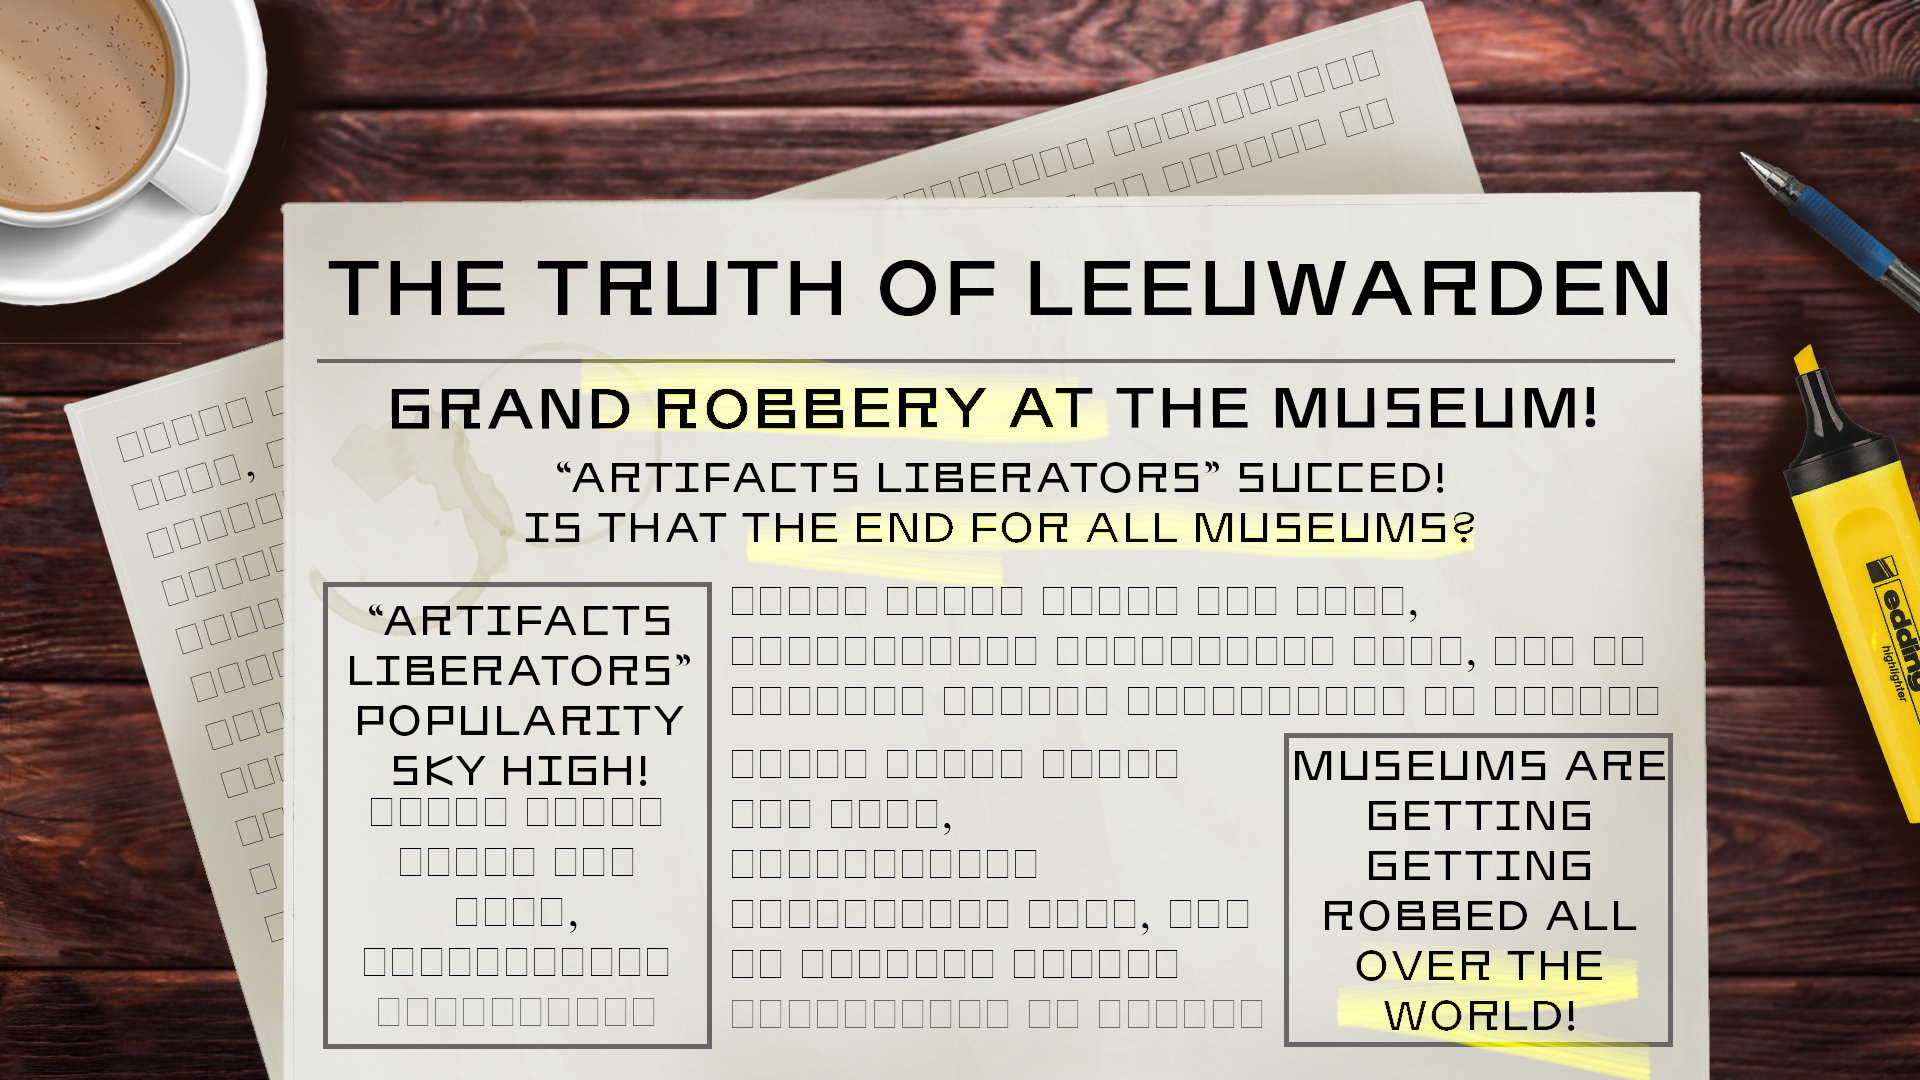 THE TRUTH OF LEEUWARDEN
GRAND ROBBERY AT THE MUSEUM!
“ARTIFACTS LIBERATORS” SUCCED!
IS THAT THE END FOR ALL MUSEUMS?
“ARTIFACTS
LIBERATORS”
POPULARITY
SKY HIGH!
MUSEUMS ARE
GETTING
GETTING
ROBBED ALL
OVER THE
WORLD!
edding
highlighter